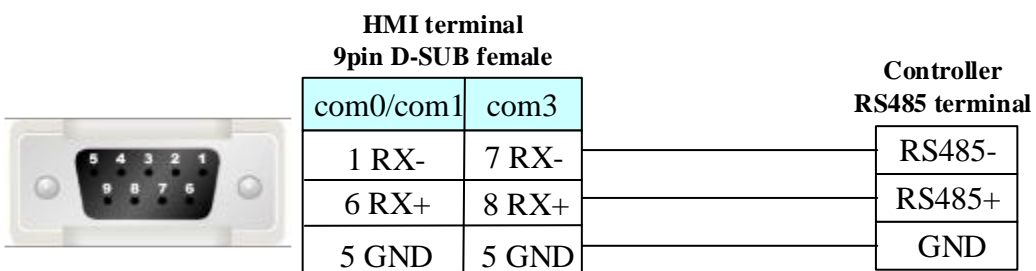 HMI terminal
9pin D-SUB female
Controller
RS485 terminal
com0/com1 com3
5 4 3 2 1
9 8 7 6
1 RX- 7 RX- RS485-
6 RX+ 8 RX+ RS485+
5 GND 5 GND GND